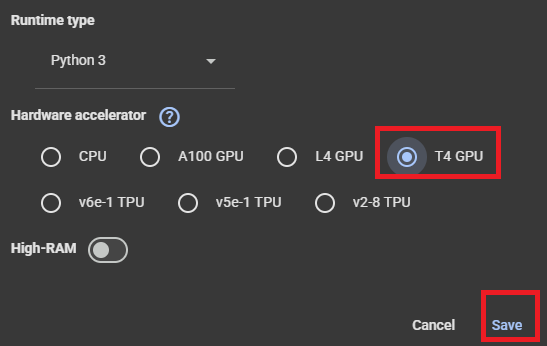 Runtime type
Python 3
Hardware accelerator ?
CPU A100 GPU L4 GPU T4 GPU
v6e-1 TPU v5e-1 TPU v2-8 TPU
High-RAM
Cancel Save